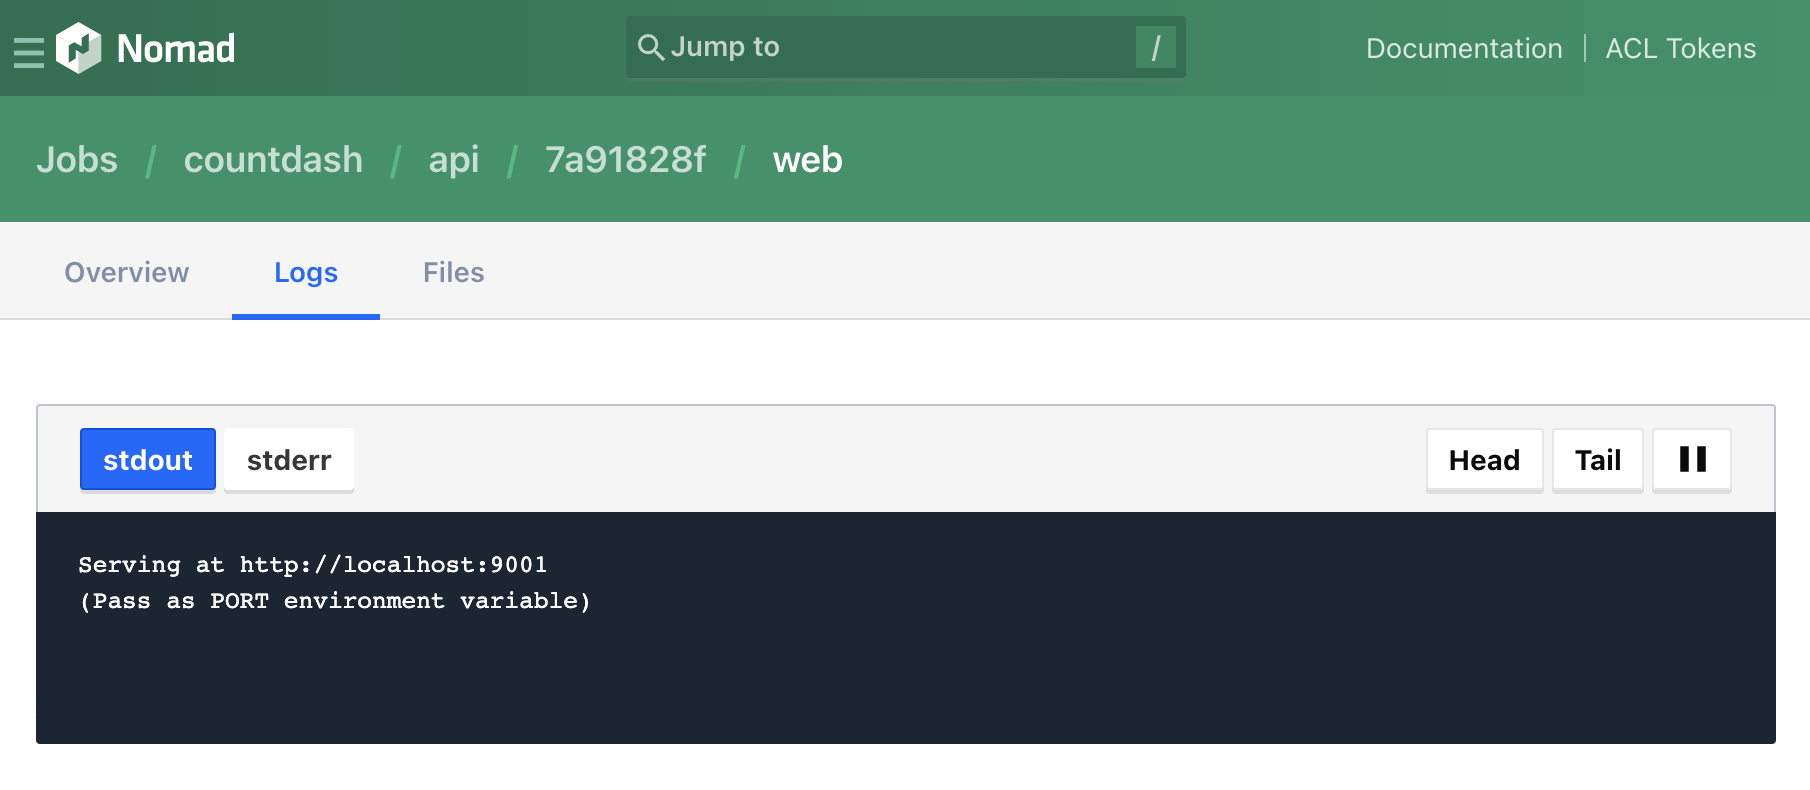 Nomad
Jump to /
Documentation | ACL Tokens
Jobs / countdash / api / 7a91828f / web
Overview Logs Files
stdout stderr Head Tail
Serving at http://localhost:9001
(Pass as PORT environment variable)